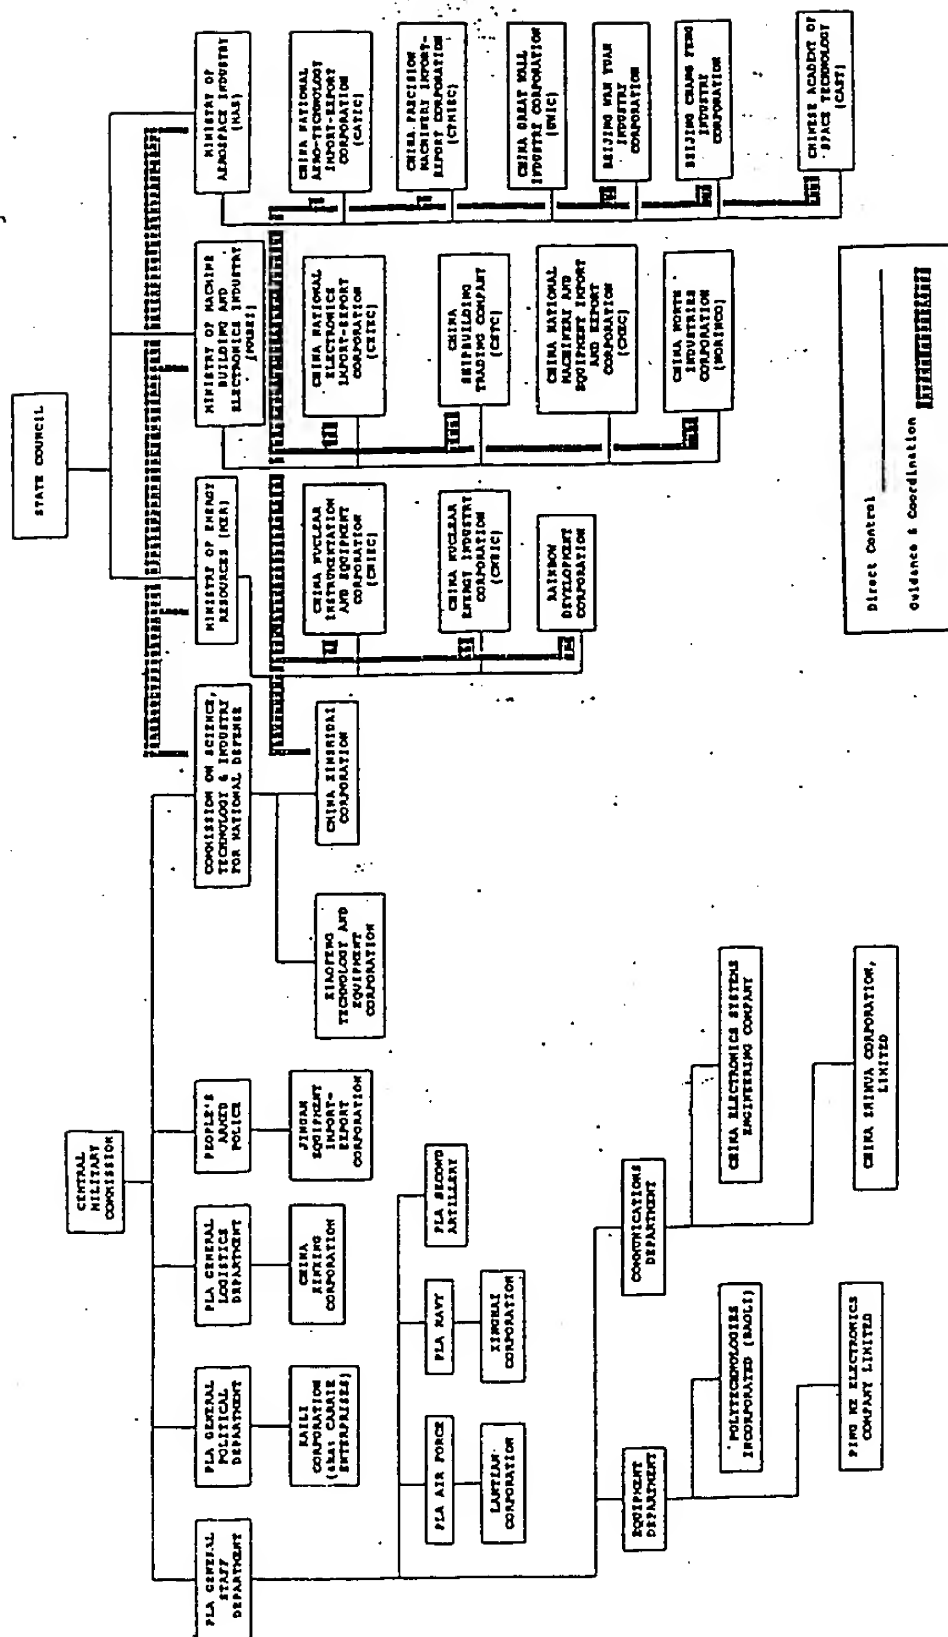 STATE COUNCIL
CENTRAL
MILITARY
COMMISSION
PLA GENERAL
STAFF
DEPARTMENT
PLA GENERAL
POLITICAL
DEPARTMENT
PLA GENERAL
LOGISTICS
DEPARTMENT
PEOPLE'S
ARMED
POLICE
COMMISSION ON SCIENCE,
TECHNOLOGY & INDUSTRY
FOR NATIONAL DEFENSE
MINISTRY OF ENERGY
RESOURCES (MER)
MINISTRY OF MACHINE
BUILDING AND
ELECTRONICS INDUSTRY
MINISTRY OF
AEROSPACE INDUSTRY
(MAS)
KAILI
CORPORATION
(aka: CARRIE
ENTERPRISES)
CHINA
XINXING
CORPORATION
JINGAN
EQUIPMENT
IMPORT-
EXPORT
CORPORATION
XIAOFENG
TECHNOLOGY AND
EQUIPMENT
CORPORATION
CHINA XINSHIDAI
CORPORATION
CHINA NUCLEAR
INSTRUMENTATION
AND EQUIPMENT
CORPORATION
(CNIEC)
CHINA NUCLEAR
ENERGY INDUSTRY
CORPORATION
(CNEIC)
RAINBOW
DEVELOPMENT
CORPORATION
CHINA NATIONAL
ELECTRONICS
IMPORT-EXPORT
CORPORATION
(CEIEC)
CHINA
SHIPBUILDING
TRADING COMPANY
(CSTC)
CHINA NATIONAL
MACHINERY AND
EQUIPMENT IMPORT
AND EXPORT
CORPORATION
(CMEC)
CHINA NORTH
INDUSTRIES
CORPORATION
(NORINCO)
CHINA NATIONAL
AERO-TECHNOLOGY
IMPORT-EXPORT
CORPORATION
(CATIC)
CHINA PRECISION
MACHINERY IMPORT-
EXPORT CORPORATION
(CPMIEC)
CHINA GREAT WALL
INDUSTRY CORPORATION
(GWIC)
BEIJING WAN YUAN
INDUSTRY
CORPORATION
BEIJING CHANG FENG
INDUSTRY
CORPORATION
CHINESE ACADEMY OF
SPACE TECHNOLOGY
(CAST)
PLA AIR FORCE
PLA NAVY
PLA SECOND
ARTILLERY
LANTIAN
CORPORATION
XINGHAI
CORPORATION
EQUIPMENT
DEPARTMENT
COMMUNICATIONS
DEPARTMENT
POLYTECHNOLOGIES
INCORPORATED (BAOLI)
CHINA ELECTRONICS SYSTEMS
ENGINEERING COMPANY
PING HE ELECTRONICS
COMPANY LIMITED
CHINA ZHIHUA CORPORATION,
LIMITED
Direct Control
Guidance & Coordination